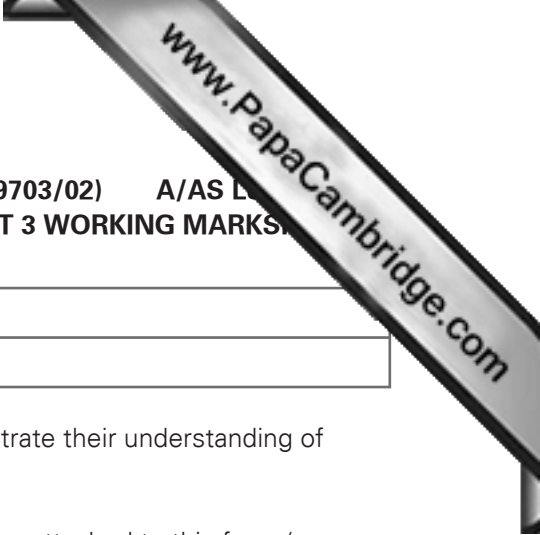 www.PapaCambridge.com
9703/02) A/AS L
T 3 WORKING MARKS
trate their understanding of